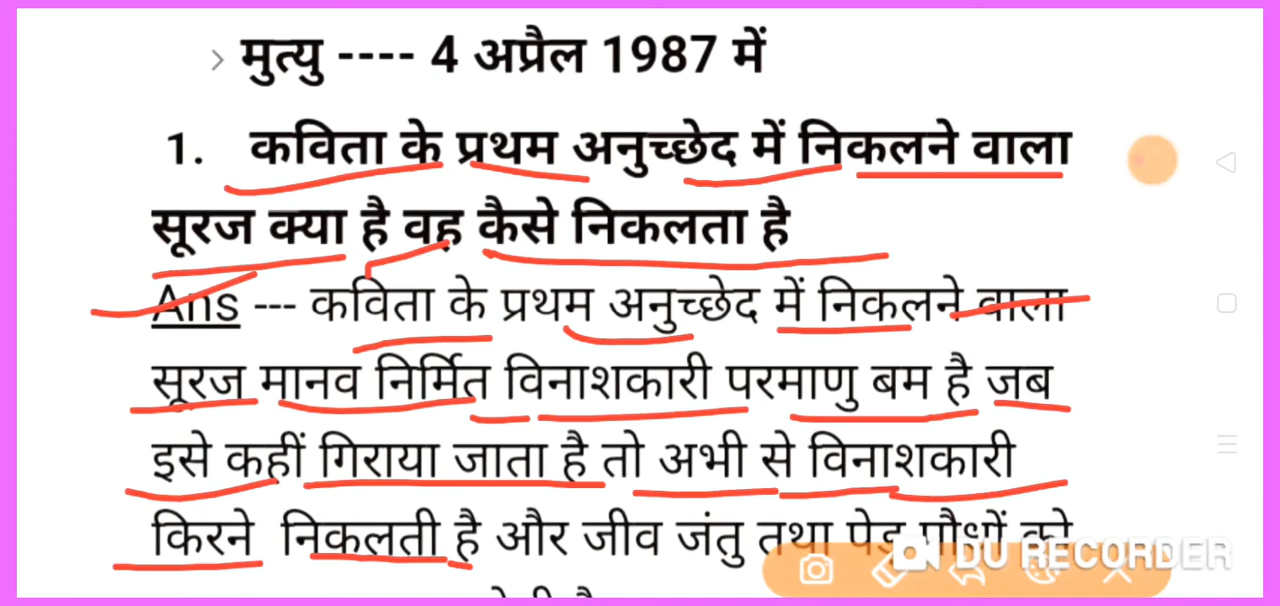 > मुत्यु ---- 4 अप्रैल 1987 में
1. कविता के प्रथम अनुच्छेद में निकलने वाला
सूरज क्या है वह कैसे निकलता है
Ans --- कविता के प्रथम अनुच्छेद में निकलने वाला
सूरज मानव निर्मित विनाशकारी परमाणु बम है जब
इसे कहीं गिराया जाता है तो अभी से विनाशकारी
किरने निकलती है और जीव जंतु तथा पेड़ पौधों को
DU RECORDER